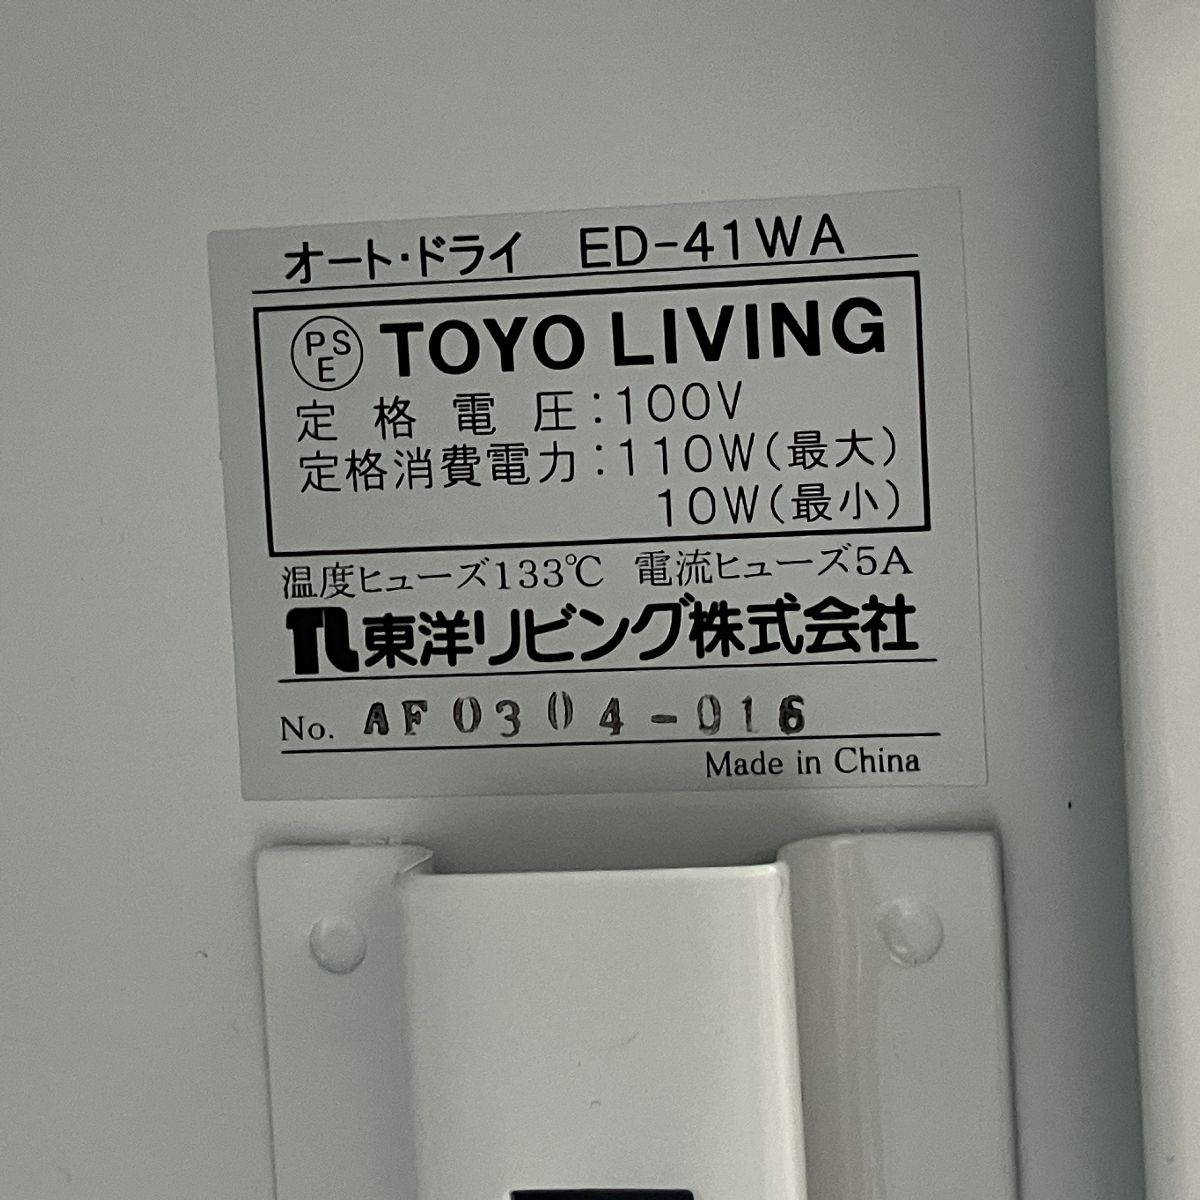 オート・ドライ ED-41WA
PSE TOYO LIVING
定格電圧:100V
定格消費電力:110W(最大)
10W(最小)
温度ヒューズ133℃ 電流ヒューズ5A
TL 東洋リビング株式会社
No. AF0304-016
Made in China